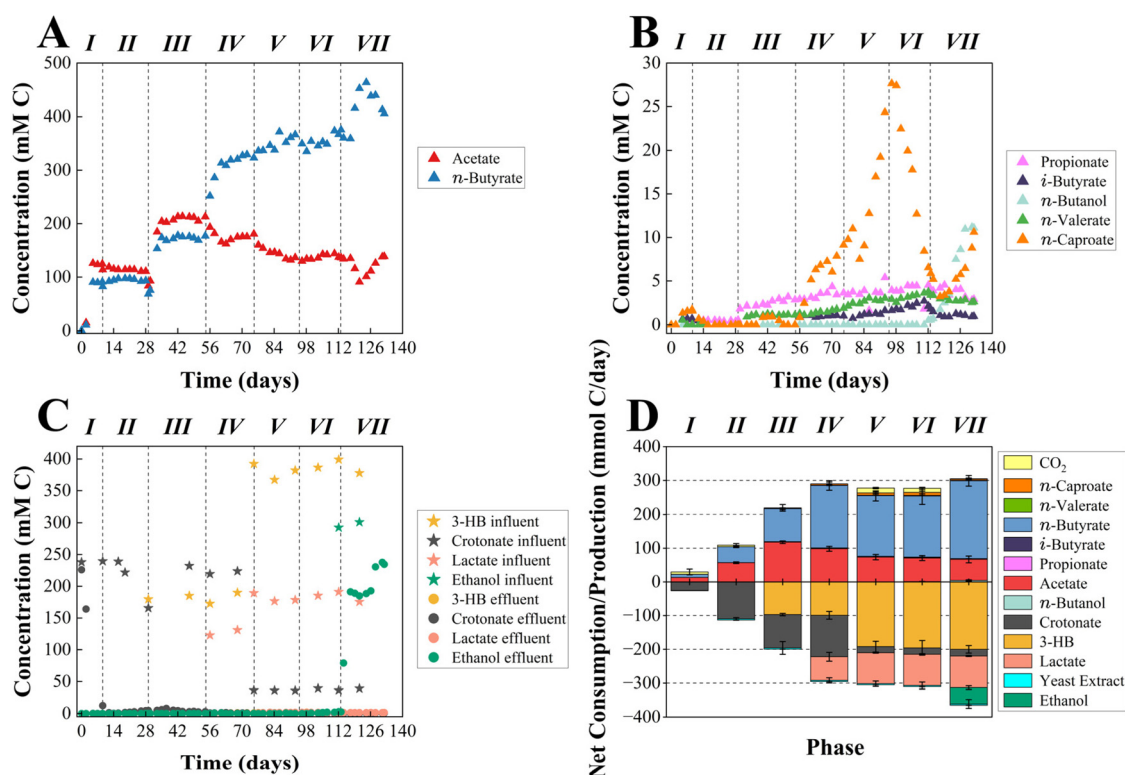 A
I II III IV V VI VII
500
400
300
200
100
0
Concentration (mM C)
0 14 28 42 56 70 84 98 112 126 140
Time (days)
Acetate
n-Butyrate
B
I II III IV V VI VII
30
25
20
15
10
5
0
Concentration (mM C)
0 14 28 42 56 70 84 98 112 126 140
Time (days)
Propionate
i-Butyrate
n-Butanol
n-Valerate
n-Caproate
C
I II III IV V VI VII
400
350
300
250
200
150
100
50
0
Concentration (mM C)
0 14 28 42 56 70 84 98 112 126 140
Time (days)
3-HB influent
Crotonate influent
Lactate influent
Ethanol influent
3-HB effluent
Crotonate effluent
Lactate effluent
Ethanol effluent
D
I II III IV V VI VII
400
300
200
100
0
−100
−200
−300
−400
Net Consumption/Production (mmol C/day)
Phase
CO2
n-Caproate
n-Valerate
n-Butyrate
i-Butyrate
Propionate
Acetate
n-Butanol
Crotonate
3-HB
Lactate
Yeast Extract
Ethanol